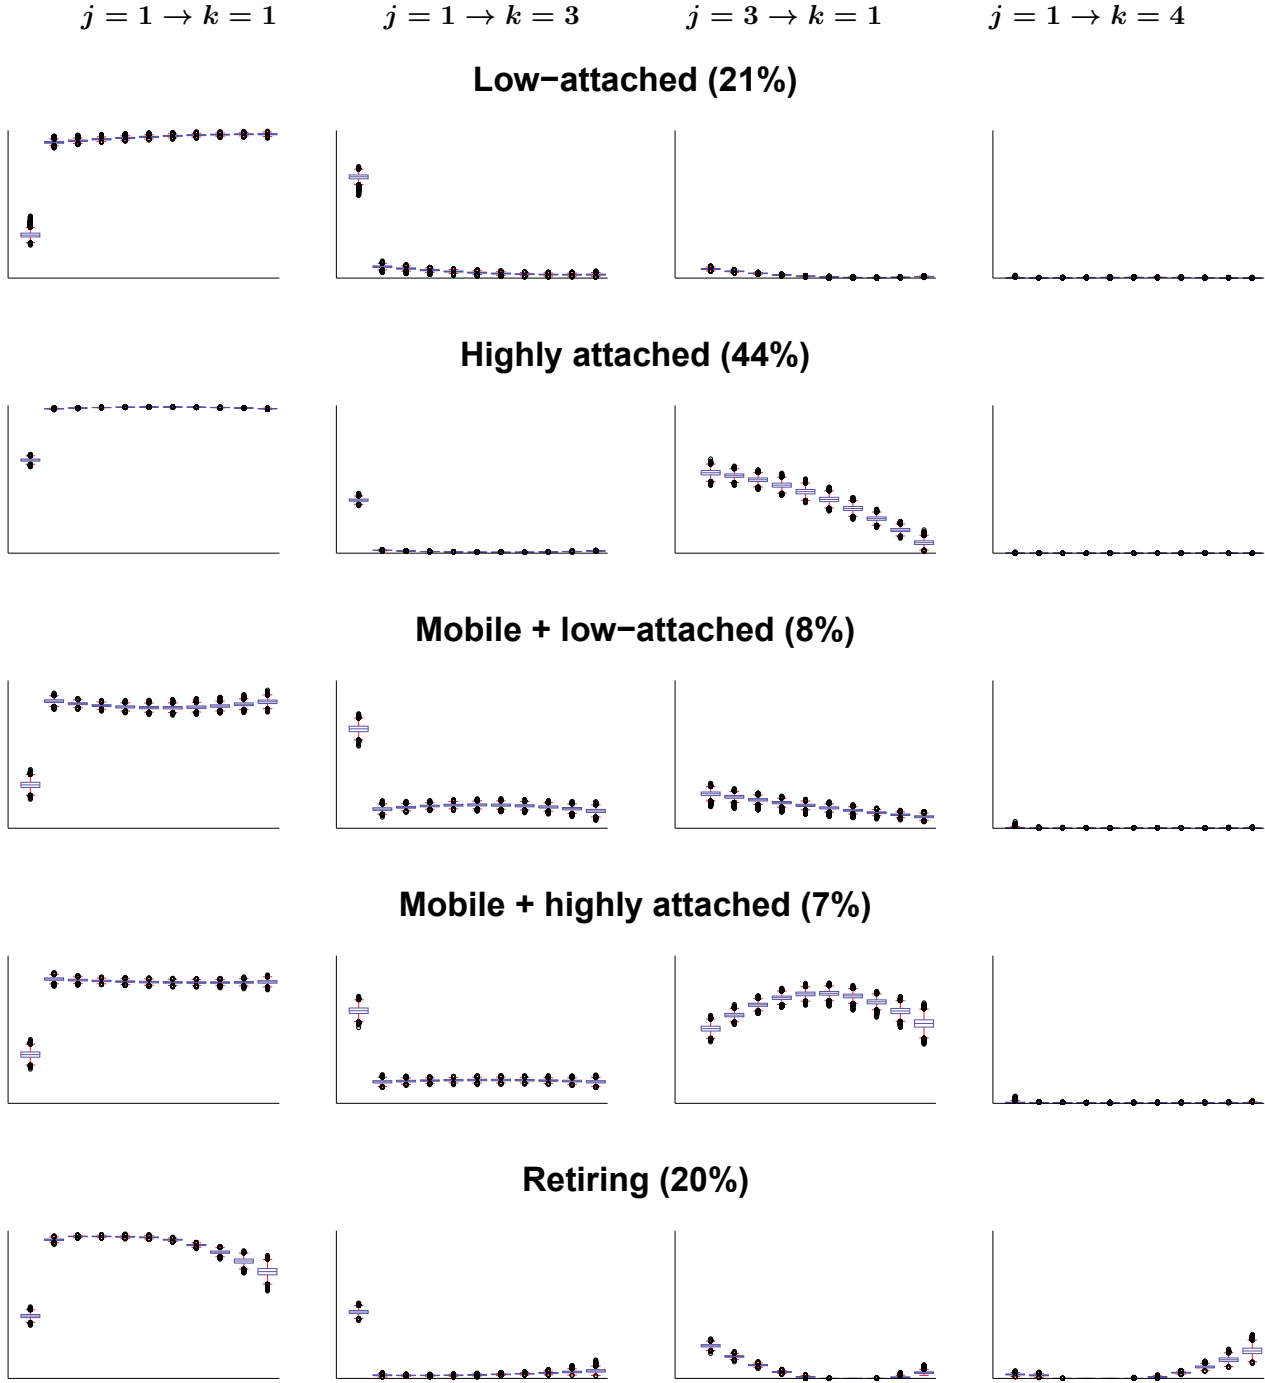 j = 1 → k = 1 j = 1 → k = 3 j = 3 → k = 1 j = 1 → k = 4
Low−attached (21%)
Highly attached (44%)
Mobile + low−attached (8%)
Mobile + highly attached (7%)
Retiring (20%)